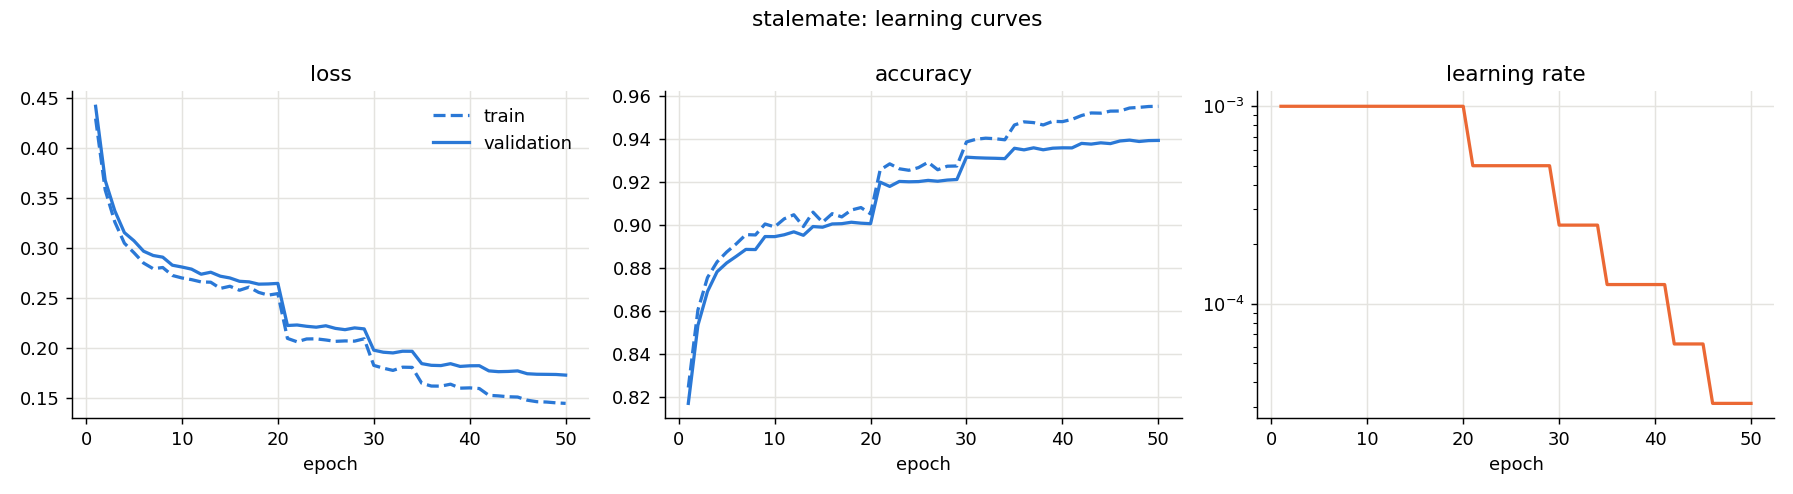 stalemate: learning curves
loss
0.45
0.40
0.35
0.30
0.25
0.20
0.15
0 10 20 30 40 50
epoch
train
validation
accuracy
0.96
0.94
0.92
0.90
0.88
0.86
0.84
0.82
0 10 20 30 40 50
epoch
learning rate
10⁻³
10⁻⁴
0 10 20 30 40 50
epoch